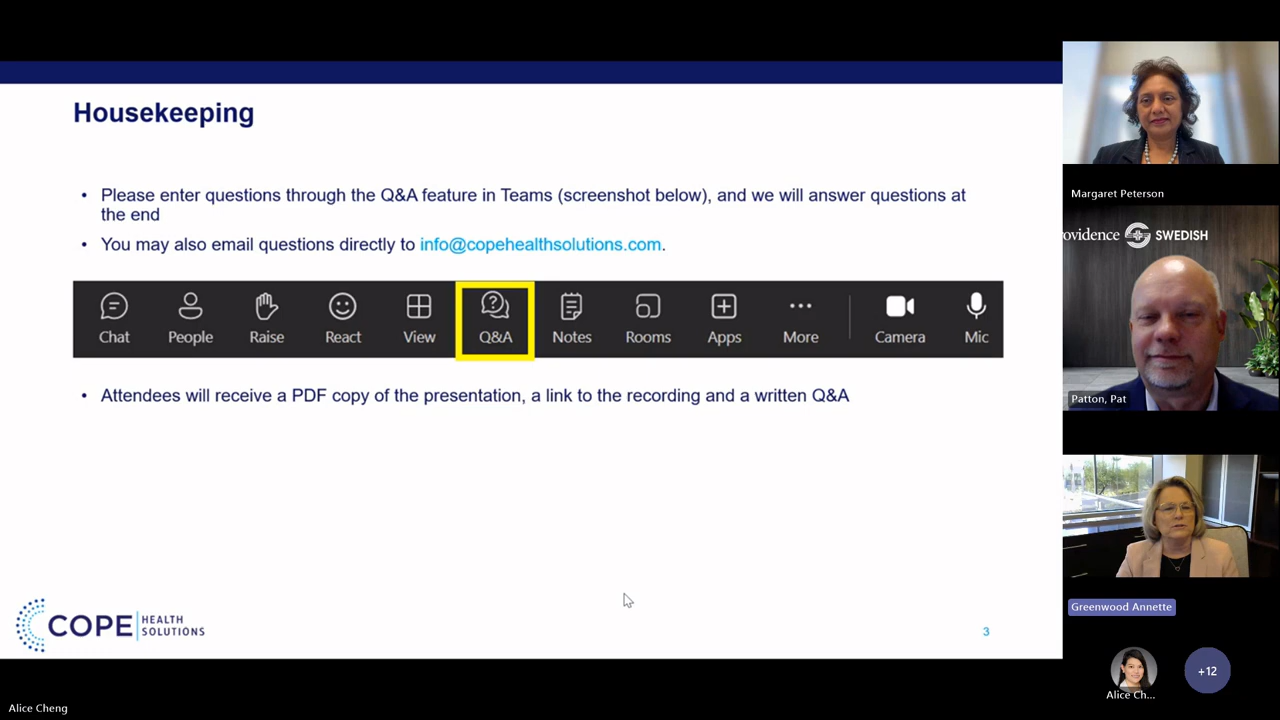 Housekeeping
• Please enter questions through the Q&A feature in Teams (screenshot below), and we will answer questions at
the end
• You may also email questions directly to info@copehealthsolutions.com.
Chat People Raise React View Q&A Notes Rooms Apps More Camera Mic
• Attendees will receive a PDF copy of the presentation, a link to the recording and a written Q&A
COPE HEALTH
SOLUTIONS
3
Alice Cheng
Margaret Peterson
ovidence SWEDISH
Patton, Pat
Greenwood Annette
Alice Ch...
+12